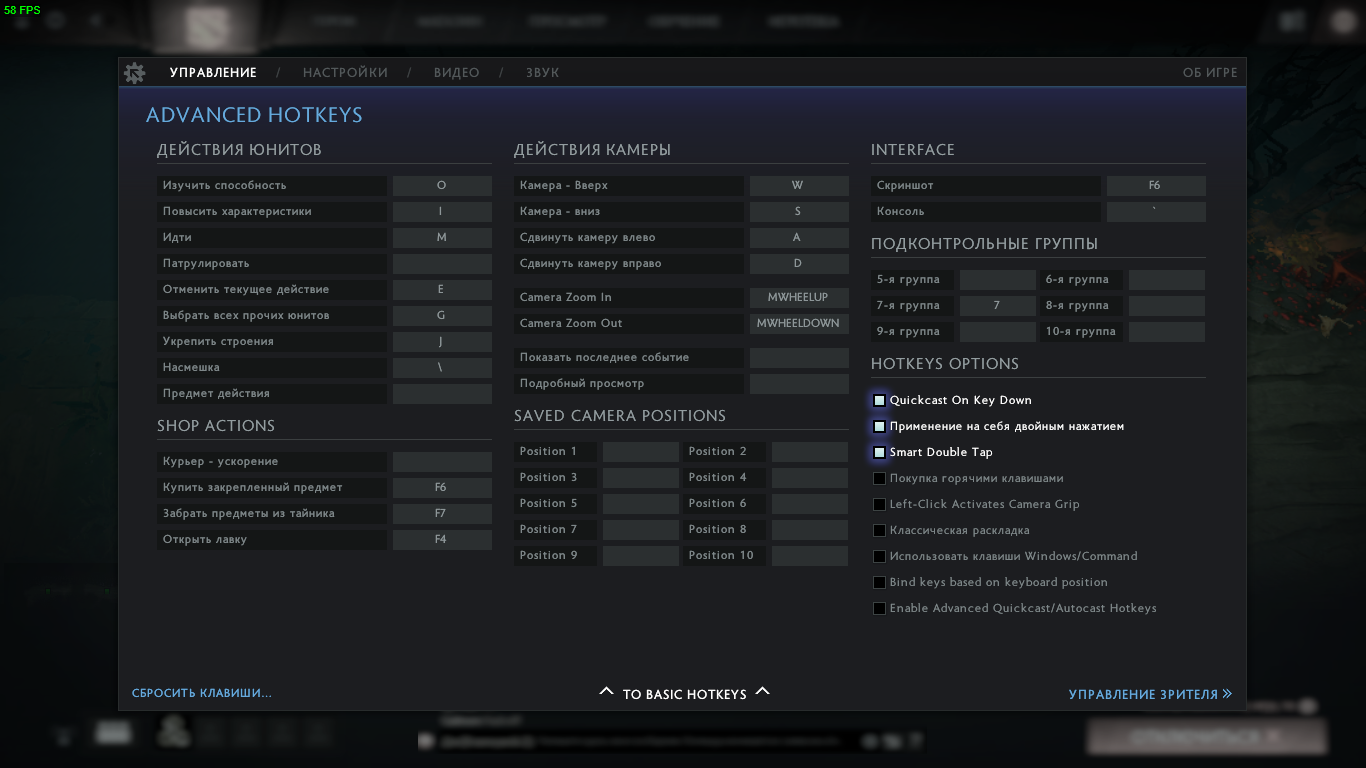 58 FPS
УПРАВЛЕНИЕ / НАСТРОЙКИ / ВИДЕО / ЗВУК
ОБ ИГРЕ
ADVANCED HOTKEYS
ДЕЙСТВИЯ ЮНИТОВ
Изучить способность O
Повысить характеристики I
Идти M
Патрулировать
Отменить текущее действие E
Выбрать всех прочих юнитов G
Укрепить строения J
Насмешка \
Предмет действия
SHOP ACTIONS
Курьер - ускорение
Купить закрепленный предмет F6
Забрать предметы из тайника F7
Открыть лавку F4
ДЕЙСТВИЯ КАМЕРЫ
Камера - Вверх W
Камера - вниз S
Сдвинуть камеру влево A
Сдвинуть камеру вправо D
Camera Zoom In MWHEELUP
Camera Zoom Out MWHEELDOWN
Показать последнее событие
Подробный просмотр
SAVED CAMERA POSITIONS
Position 1 Position 2
Position 3 Position 4
Position 5 Position 6
Position 7 Position 8
Position 9 Position 10
INTERFACE
Скриншот F6
Консоль `
ПОДКОНТРОЛЬНЫЕ ГРУППЫ
5-я группа 6-я группа
7-я группа 7 8-я группа
9-я группа 10-я группа
HOTKEYS OPTIONS
Quickcast On Key Down
Применение на себя двойным нажатием
Smart Double Tap
Покупка горячими клавишами
Left-Click Activates Camera Grip
Классическая раскладка
Использовать клавиши Windows/Command
Bind keys based on keyboard position
Enable Advanced Quickcast/Autocast Hotkeys
СБРОСИТЬ КЛАВИШИ...
TO BASIC HOTKEYS
УПРАВЛЕНИЕ ЗРИТЕЛЯ »